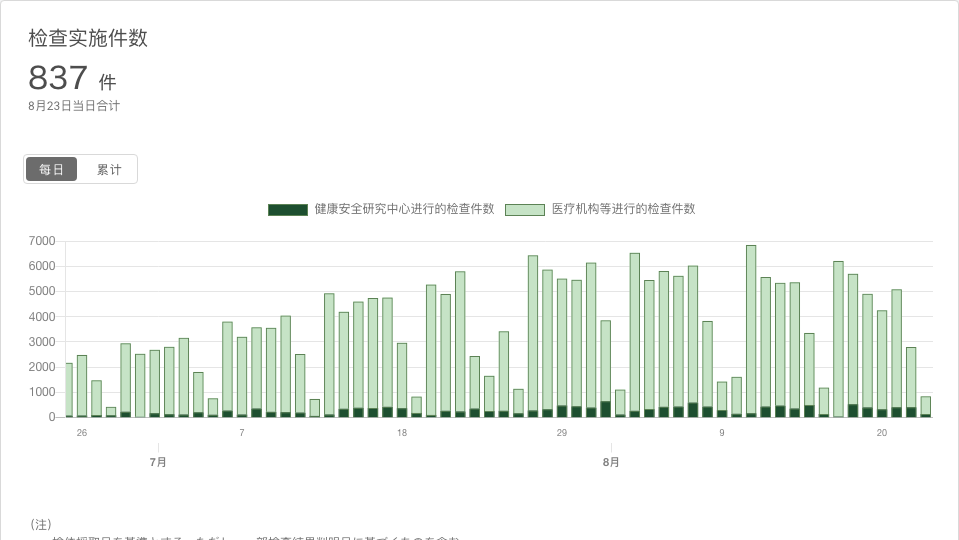 检查实施件数
837 件
8月23日当日合计
每日 累计
健康安全研究中心进行的检查件数 医疗机构等进行的检查件数
7000
6000
5000
4000
3000
2000
1000
0
26 7 18 29 9 20
7月 8月
（注）